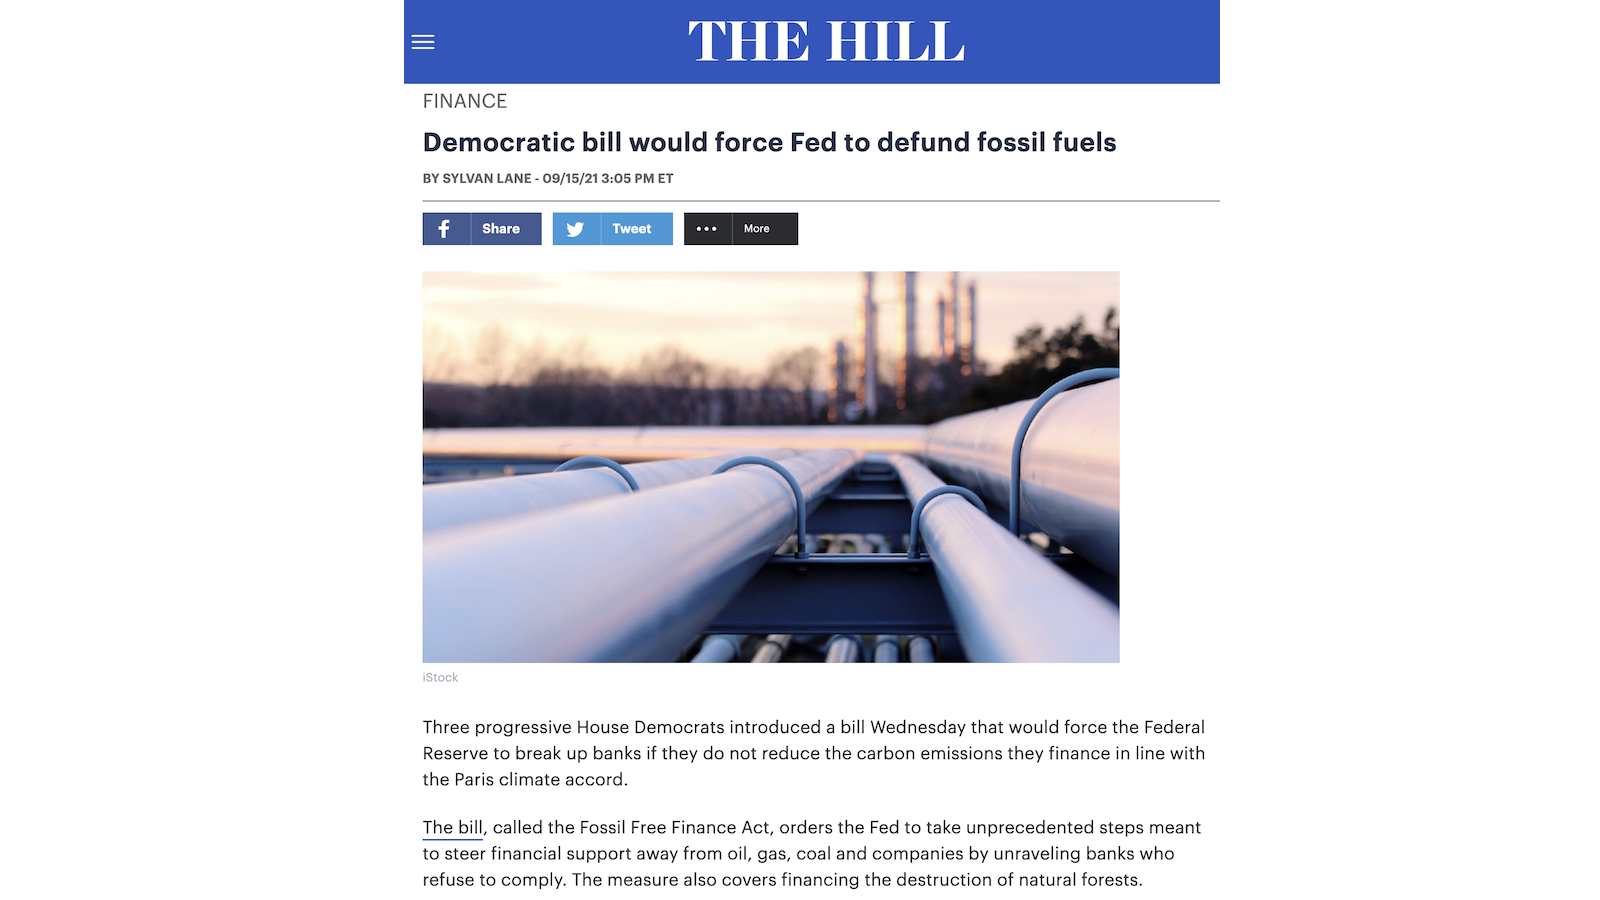 THE HILL
FINANCE
Democratic bill would force Fed to defund fossil fuels
BY SYLVAN LANE - 09/15/21 3:05 PM ET
Share
Tweet
More
iStock
Three progressive House Democrats introduced a bill Wednesday that would force the Federal
Reserve to break up banks if they do not reduce the carbon emissions they finance in line with
the Paris climate accord.
The bill, called the Fossil Free Finance Act, orders the Fed to take unprecedented steps meant
to steer financial support away from oil, gas, coal and companies by unraveling banks who
refuse to comply. The measure also covers financing the destruction of natural forests.